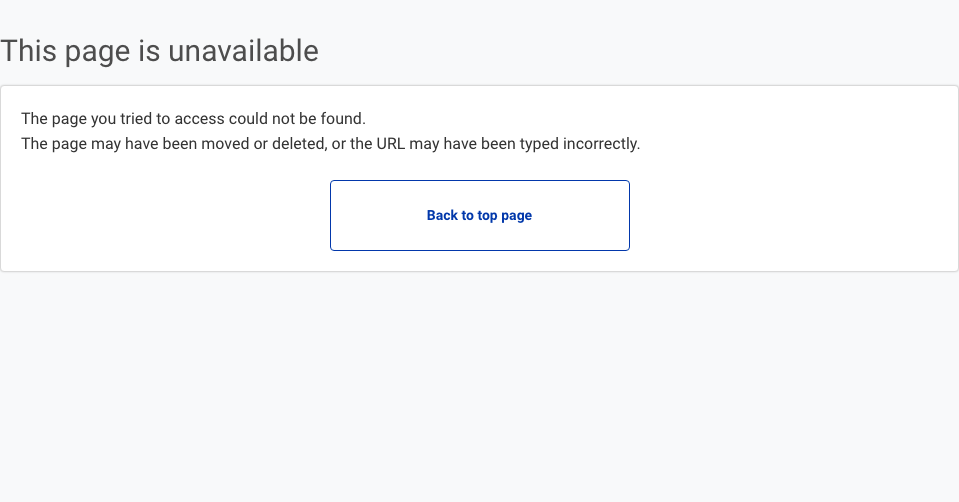 This page is unavailable
The page you tried to access could not be found.
The page may have been moved or deleted, or the URL may have been typed incorrectly.
Back to top page